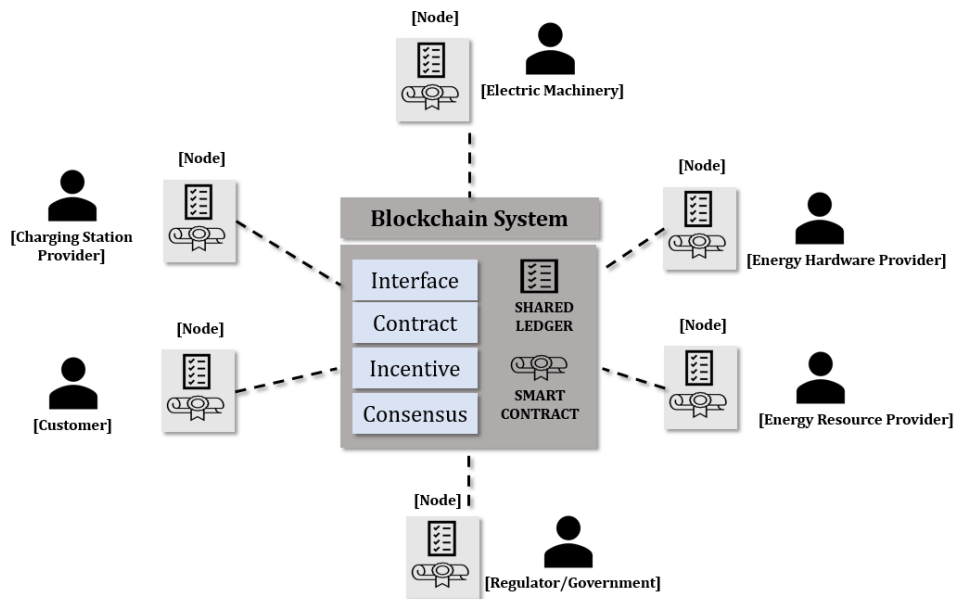 [Node]
[Electric Machinery]
[Node]
[Charging Station
Provider]
[Node]
[Energy Hardware Provider]
Blockchain System
Interface
Contract
Incentive
Consensus
SHARED
LEDGER
SMART
CONTRACT
[Node]
[Customer]
[Node]
[Energy Resource Provider]
[Node]
[Regulator/Government]